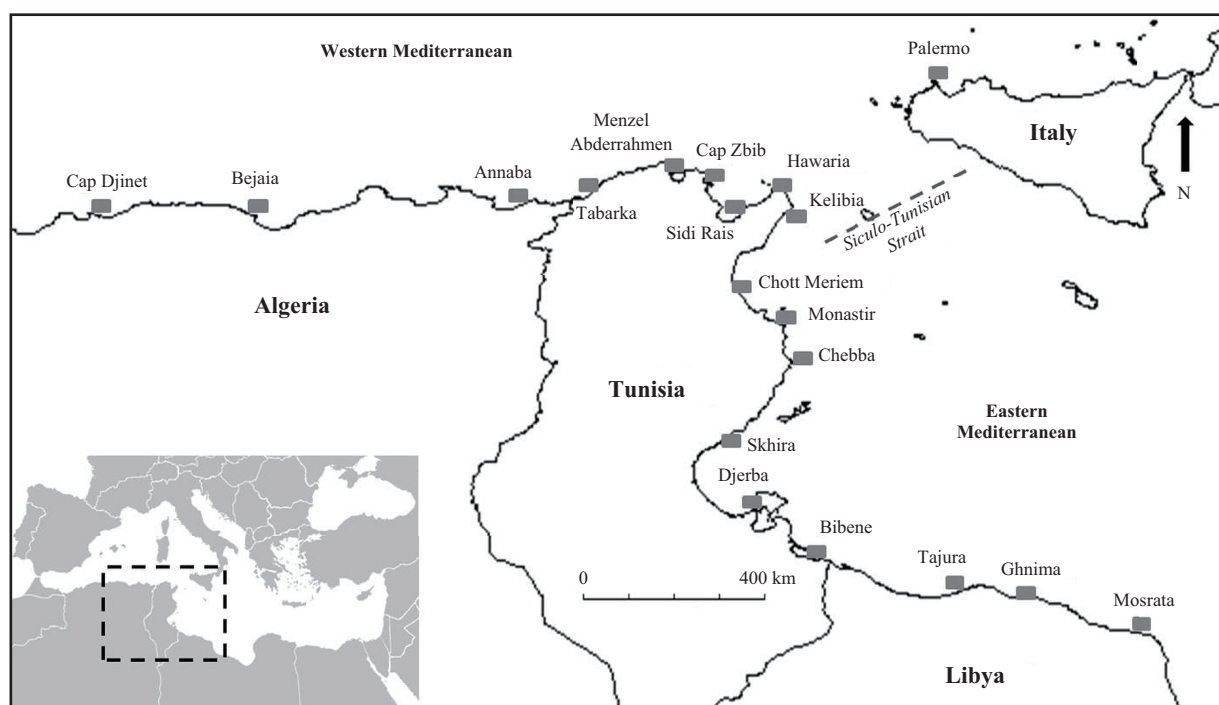 Western Mediterranean
Palermo
Italy
N
Menzel
Abderrahmen
Cap Zbib
Hawaria
Cap Djinet
Bejaia
Annaba
Tabarka
Sidi Rais
Kelibia
Siculo-Tunisian
Strait
Algeria
Chott Meriem
Monastir
Chebba
Tunisia
Eastern
Mediterranean
Skhira
Djerba
Bibene
0
400 km
Tajura
Ghnima
Mosrata
Libya